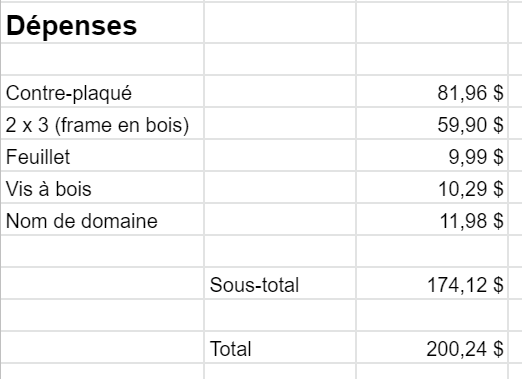 Dépenses
Contre-plaqué 81,96 $
2 x 3 (frame en bois) 59,90 $
Feuillet 9,99 $
Vis à bois 10,29 $
Nom de domaine 11,98 $
Sous-total 174,12 $
Total 200,24 $